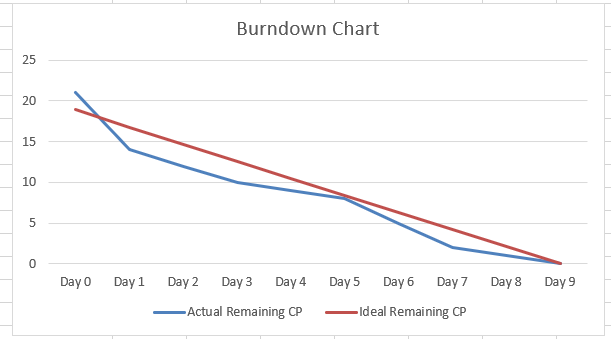 Burndown Chart
25
20
15
10
5
0
Day 0 Day 1 Day 2 Day 3 Day 4 Day 5 Day 6 Day 7 Day 8 Day 9
Actual Remaining CP Ideal Remaining CP